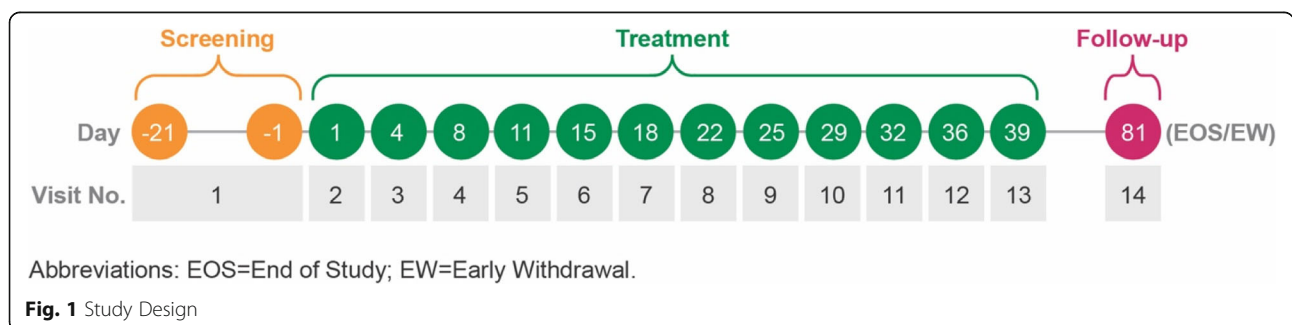 Screening Treatment Follow-up
Day -21 -1 1 4 8 11 15 18 22 25 29 32 36 39 81 (EOS/EW)
Visit No. 1 2 3 4 5 6 7 8 9 10 11 12 13 14
Abbreviations: EOS=End of Study; EW=Early Withdrawal.
Fig. 1 Study Design